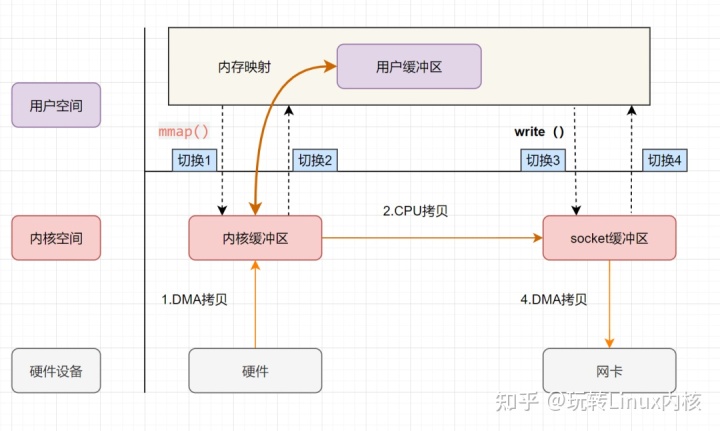 内存映射
用户缓冲区
用户空间
mmap()
write（）
切换1
切换2
切换3
切换4
2.CPU拷贝
内核空间
内核缓冲区
socket缓冲区
1.DMA拷贝
4.DMA拷贝
硬件设备
硬件
网卡
知乎 @玩转Linux内核